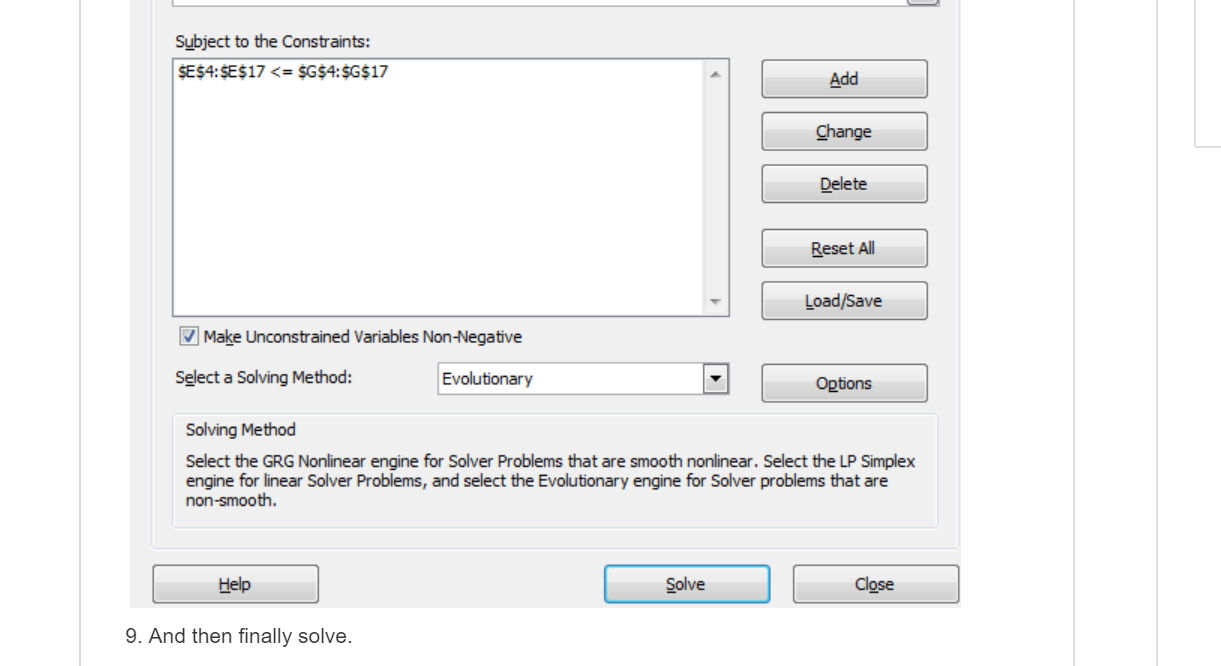 Subject to the Constraints:
$E$4:$E$17 <= $G$4:$G$17
Add
Change
Delete
Reset All
Load/Save
Make Unconstrained Variables Non-Negative
Select a Solving Method:
Evolutionary
Options
Solving Method
Select the GRG Nonlinear engine for Solver Problems that are smooth nonlinear. Select the LP Simplex
engine for linear Solver Problems, and select the Evolutionary engine for Solver problems that are
non-smooth.
Help
Solve
Close
9. And then finally solve.